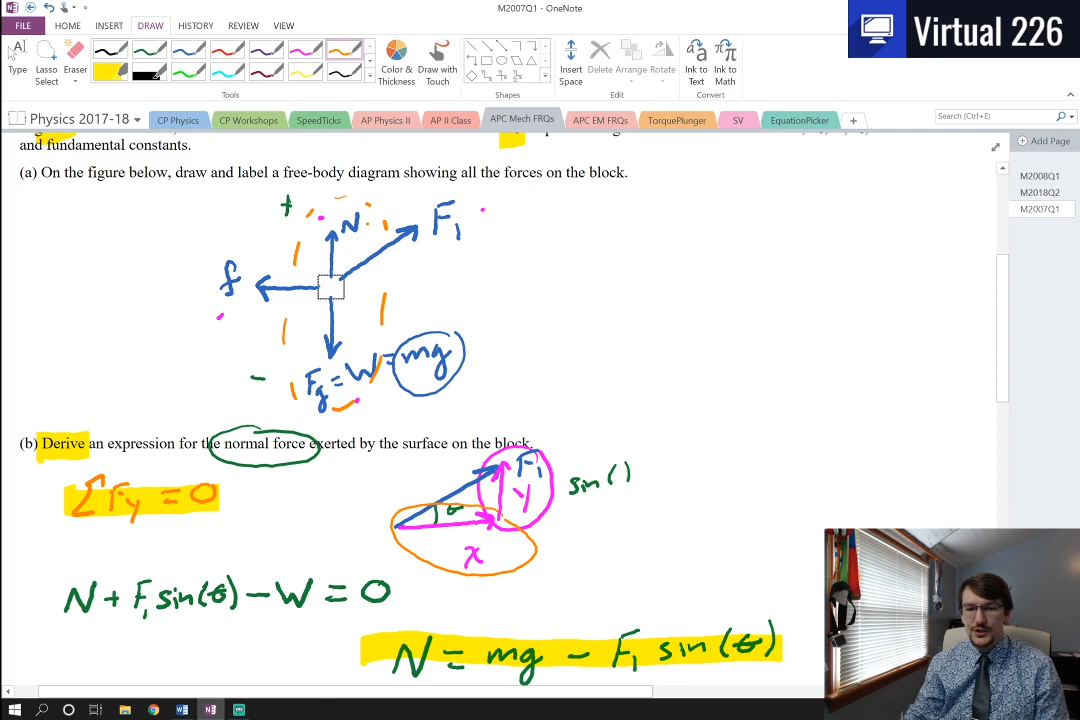 M2007Q1 - OneNote
FILE HOME INSERT DRAW HISTORY REVIEW VIEW
Virtual 226
Type Lasso Select Eraser
Color & Thickness Draw with Touch
Insert Space Delete Arrange Rotate
Ink to Text Ink to Math
Tools Shapes Edit Convert
Physics 2017-18 CP Physics CP Workshops SpeedTicks AP Physics II AP II Class APC Mech FRQs APC EM FRQs TorquePlunger SV EquationPicker
Search (Ctrl+E)
Add Page
M2008Q1
M2018Q2
M2007Q1
and fundamental constants.
(a) On the figure below, draw and label a free-body diagram showing all the forces on the block.
+
N
F₁
f
-
Fg = W = mg
(b) Derive an expression for the normal force exerted by the surface on the block.
ΣFy = 0
F₁
y
θ
x
sin()
N + F₁ sin(θ) - W = 0
N = mg - F₁ sin(θ)